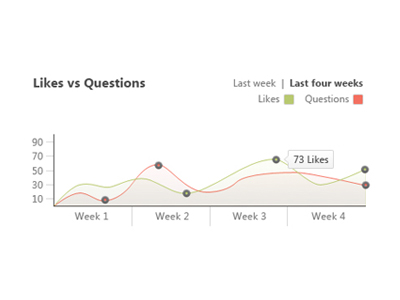 Likes vs Questions
Last week | Last four weeks
Likes Questions
90
70
50
30
10
73 Likes
Week 1 Week 2 Week 3 Week 4